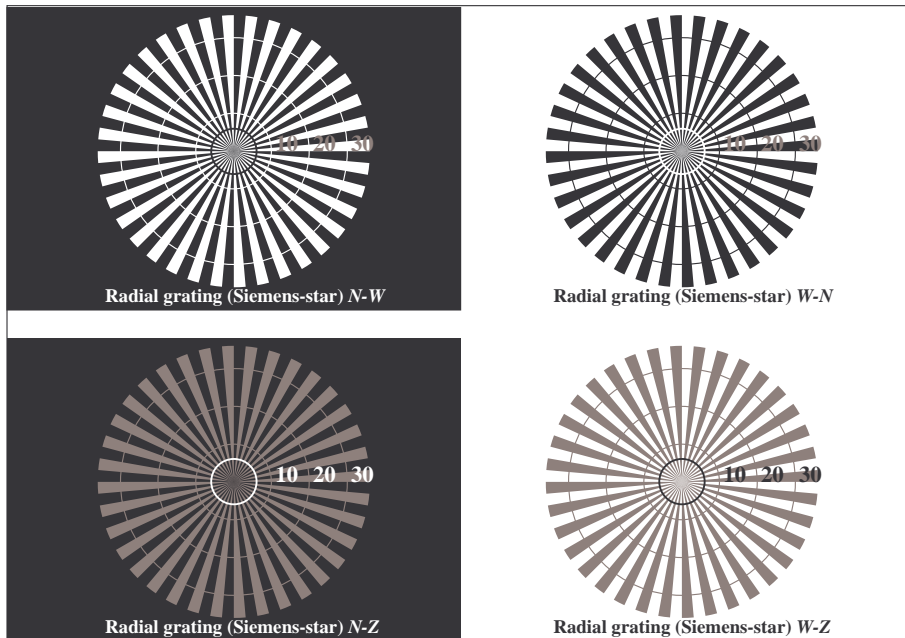 10 20 30
Radial grating (Siemens-star) N-W
10 20 30
Radial grating (Siemens-star) W-N
10 20 30
Radial grating (Siemens-star) N-Z
10 20 30
Radial grating (Siemens-star) W-Z